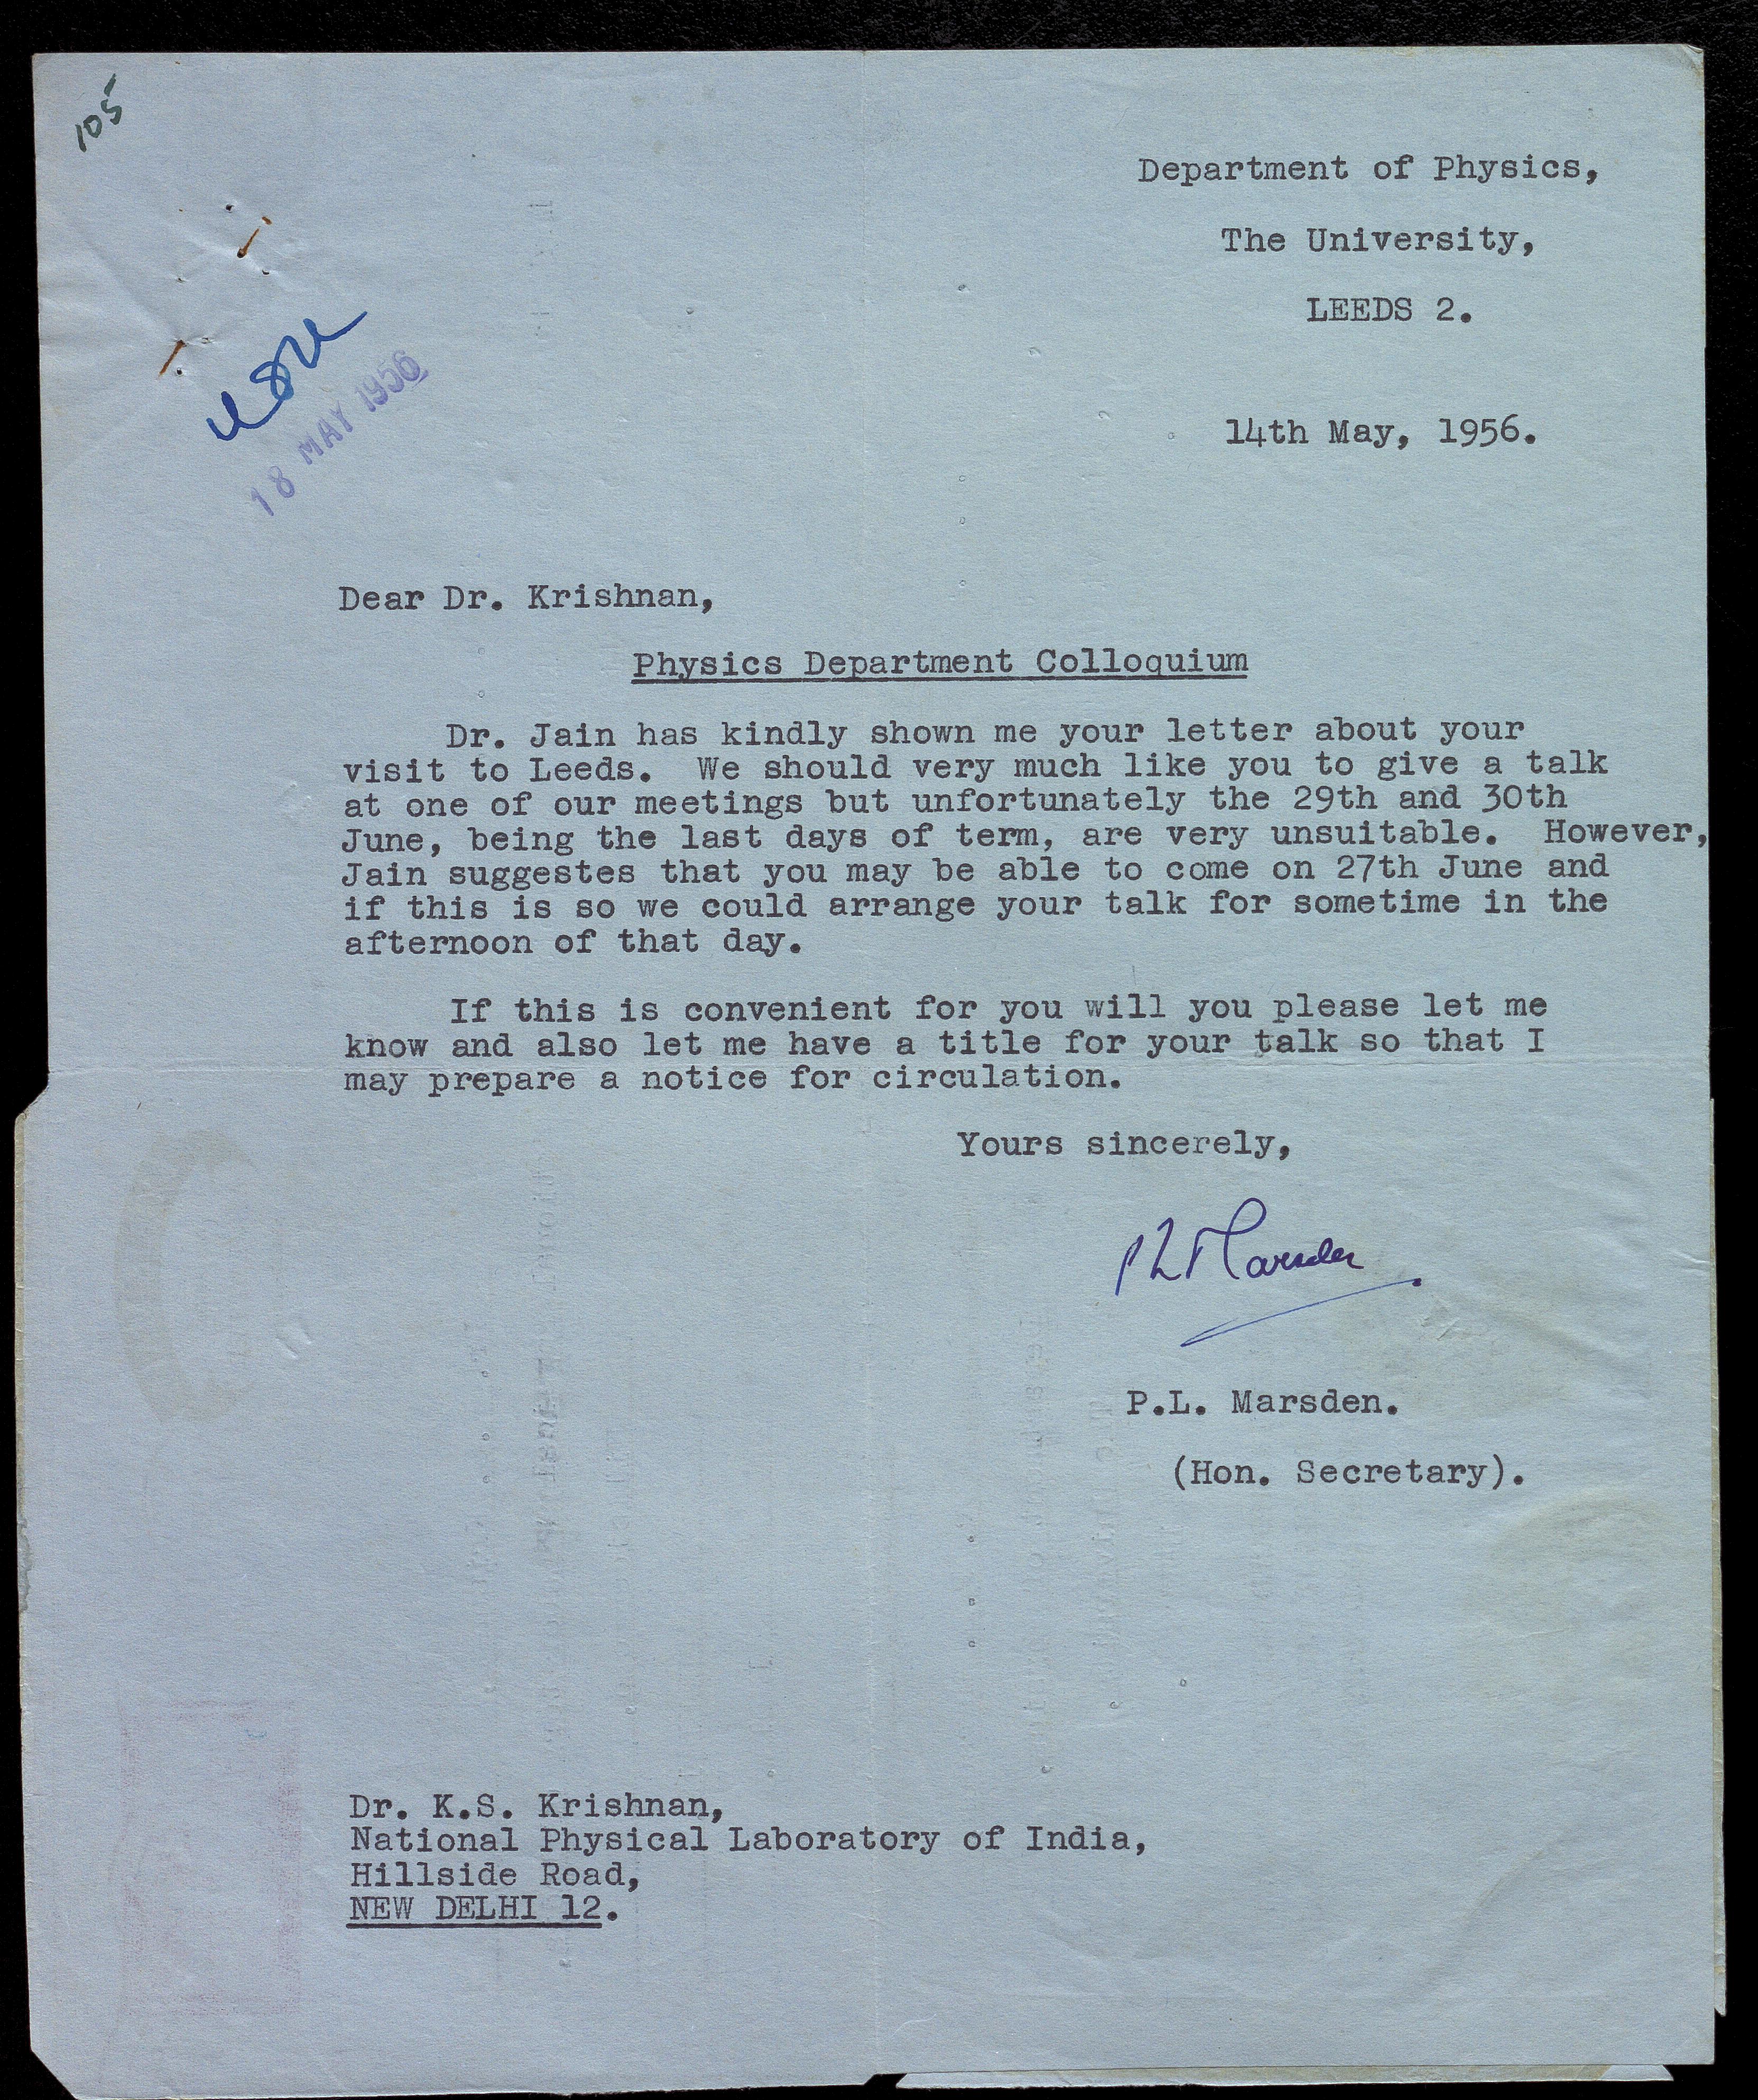 105
Department of Physics,
The University,
LEEDS 2.
18 MAY 1956
14th May, 1956.
Dear Dr. Krishnan,
Physics Department Colloquium
Dr. Jain has kindly shown me your letter about your
visit to Leeds. We should very much like you to give a talk
at one of our meetings but unfortunately the 29th and 30th
June, being the last days of term, are very unsuitable. However,
Jain suggestes that you may be able to come on 27th June and
if this is so we could arrange your talk for sometime in the
afternoon of that day.
If this is convenient for you will you please let me
know and also let me have a title for your talk so that I
may prepare a notice for circulation.
Yours sincerely,
PLMarsden
P.L. Marsden.
(Hon. Secretary).
Dr. K.S. Krishnan,
National Physical Laboratory of India,
Hillside Road,
NEW DELHI 12.